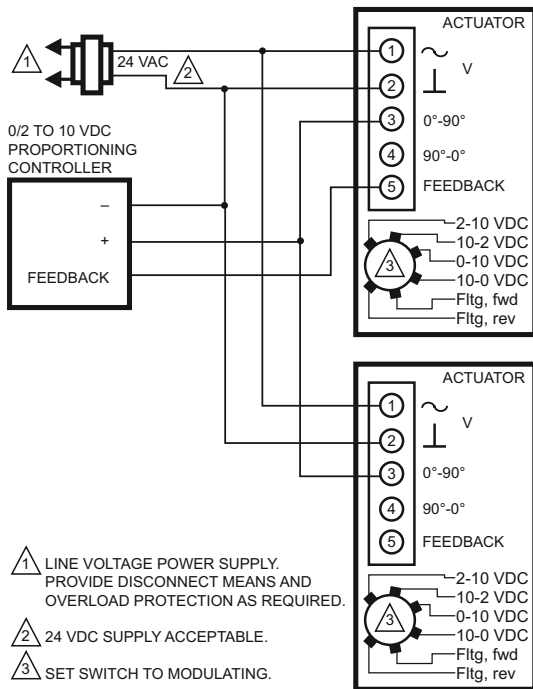 1
24 VAC
2
0/2 TO 10 VDC
PROPORTIONING
CONTROLLER
–
+
FEEDBACK
ACTUATOR
1
V
2
3 0°-90°
4 90°-0°
5 FEEDBACK
3
2-10 VDC
10-2 VDC
0-10 VDC
10-0 VDC
Fltg, fwd
Fltg, rev
ACTUATOR
1
V
2
3 0°-90°
4 90°-0°
5 FEEDBACK
3
2-10 VDC
10-2 VDC
0-10 VDC
10-0 VDC
Fltg, fwd
Fltg, rev
1 LINE VOLTAGE POWER SUPPLY.
PROVIDE DISCONNECT MEANS AND
OVERLOAD PROTECTION AS REQUIRED.
2 24 VDC SUPPLY ACCEPTABLE.
3 SET SWITCH TO MODULATING.